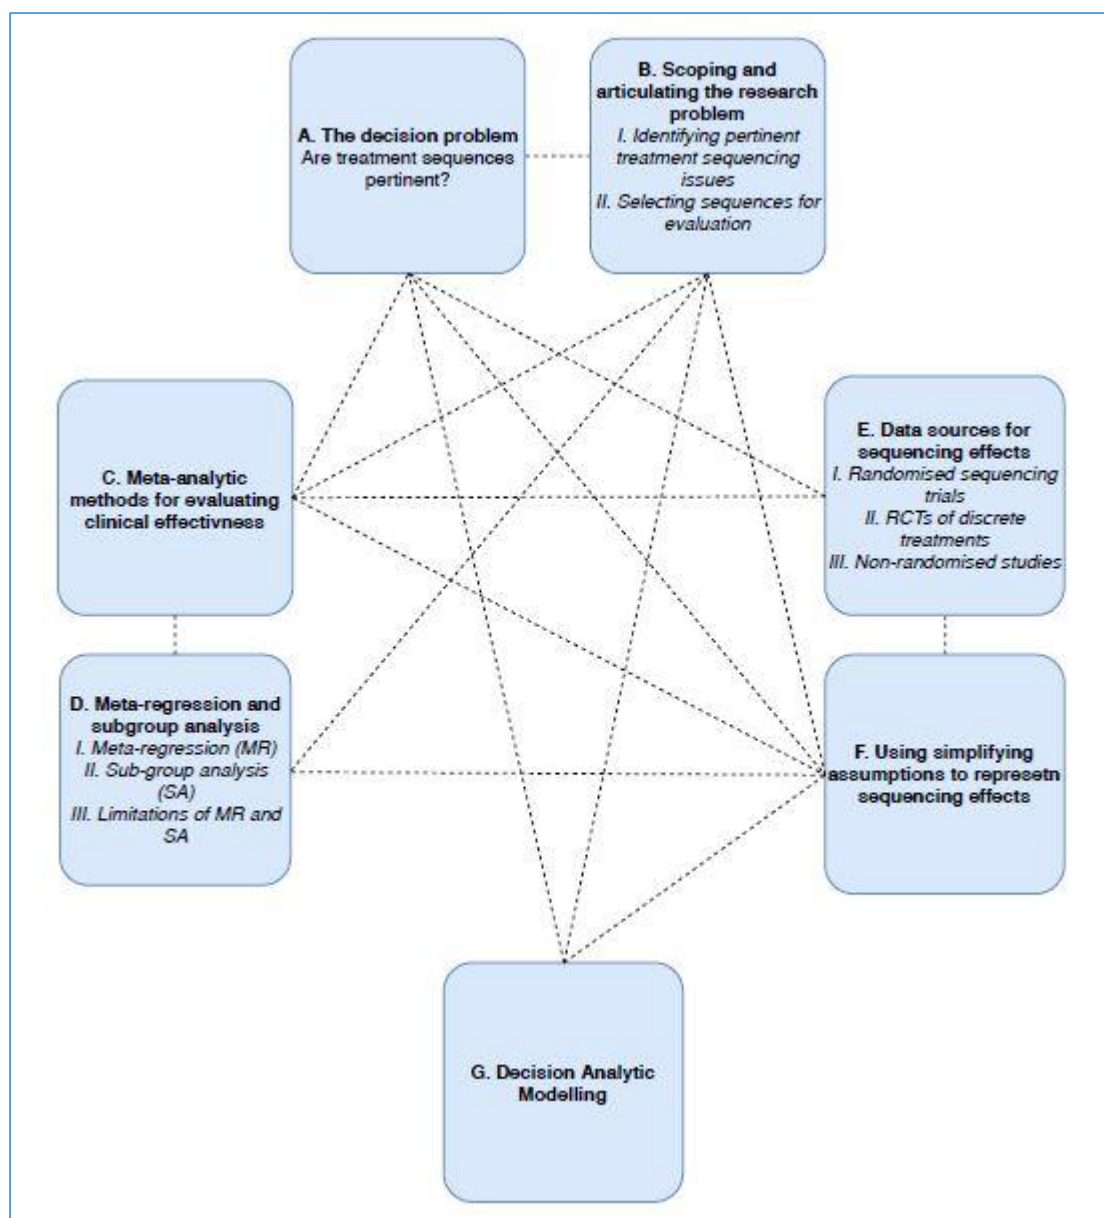 A. The decision problem
Are treatment sequences
pertinent?
B. Scoping and
articulating the research
problem
I. Identifying pertinent
treatment sequencing
issues
II. Selecting sequences for
evaluation
C. Meta-analytic
methods for evaluating
clinical effectivness
E. Data sources for
sequencing effects
I. Randomised sequencing
trials
II. RCTs of discrete
treatments
III. Non-randomised studies
D. Meta-regression and
subgroup analysis
I. Meta-regression (MR)
II. Sub-group analysis
(SA)
III. Limitations of MR and
SA
F. Using simplifying
assumptions to represetn
sequencing effects
G. Decision Analytic
Modelling